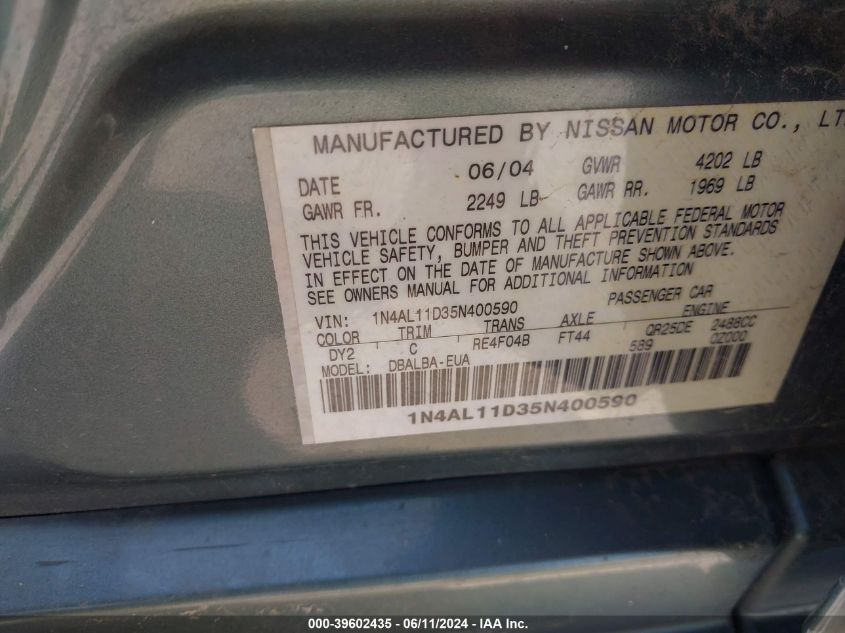 MANUFACTURED BY NISSAN MOTOR CO., LT
DATE 06/04 GVWR 4202 LB
GAWR FR. 2249 LB GAWR RR. 1969 LB
THIS VEHICLE CONFORMS TO ALL APPLICABLE FEDERAL MOTOR
VEHICLE SAFETY, BUMPER AND THEFT PREVENTION STANDARDS
IN EFFECT ON THE DATE OF MANUFACTURE SHOWN ABOVE.
SEE OWNERS MANUAL FOR ADDITIONAL INFORMATION
VIN: 1N4AL11D35N400590 PASSENGER CAR
COLOR TRIM TRANS AXLE ENGINE
DY2 C RE4F04B FT44 QR25DE 2488CC
MODEL: DBALBA-EUA 589 0Z000
1N4AL11D35N400590
000-39602435 - 06/11/2024 - IAA Inc.